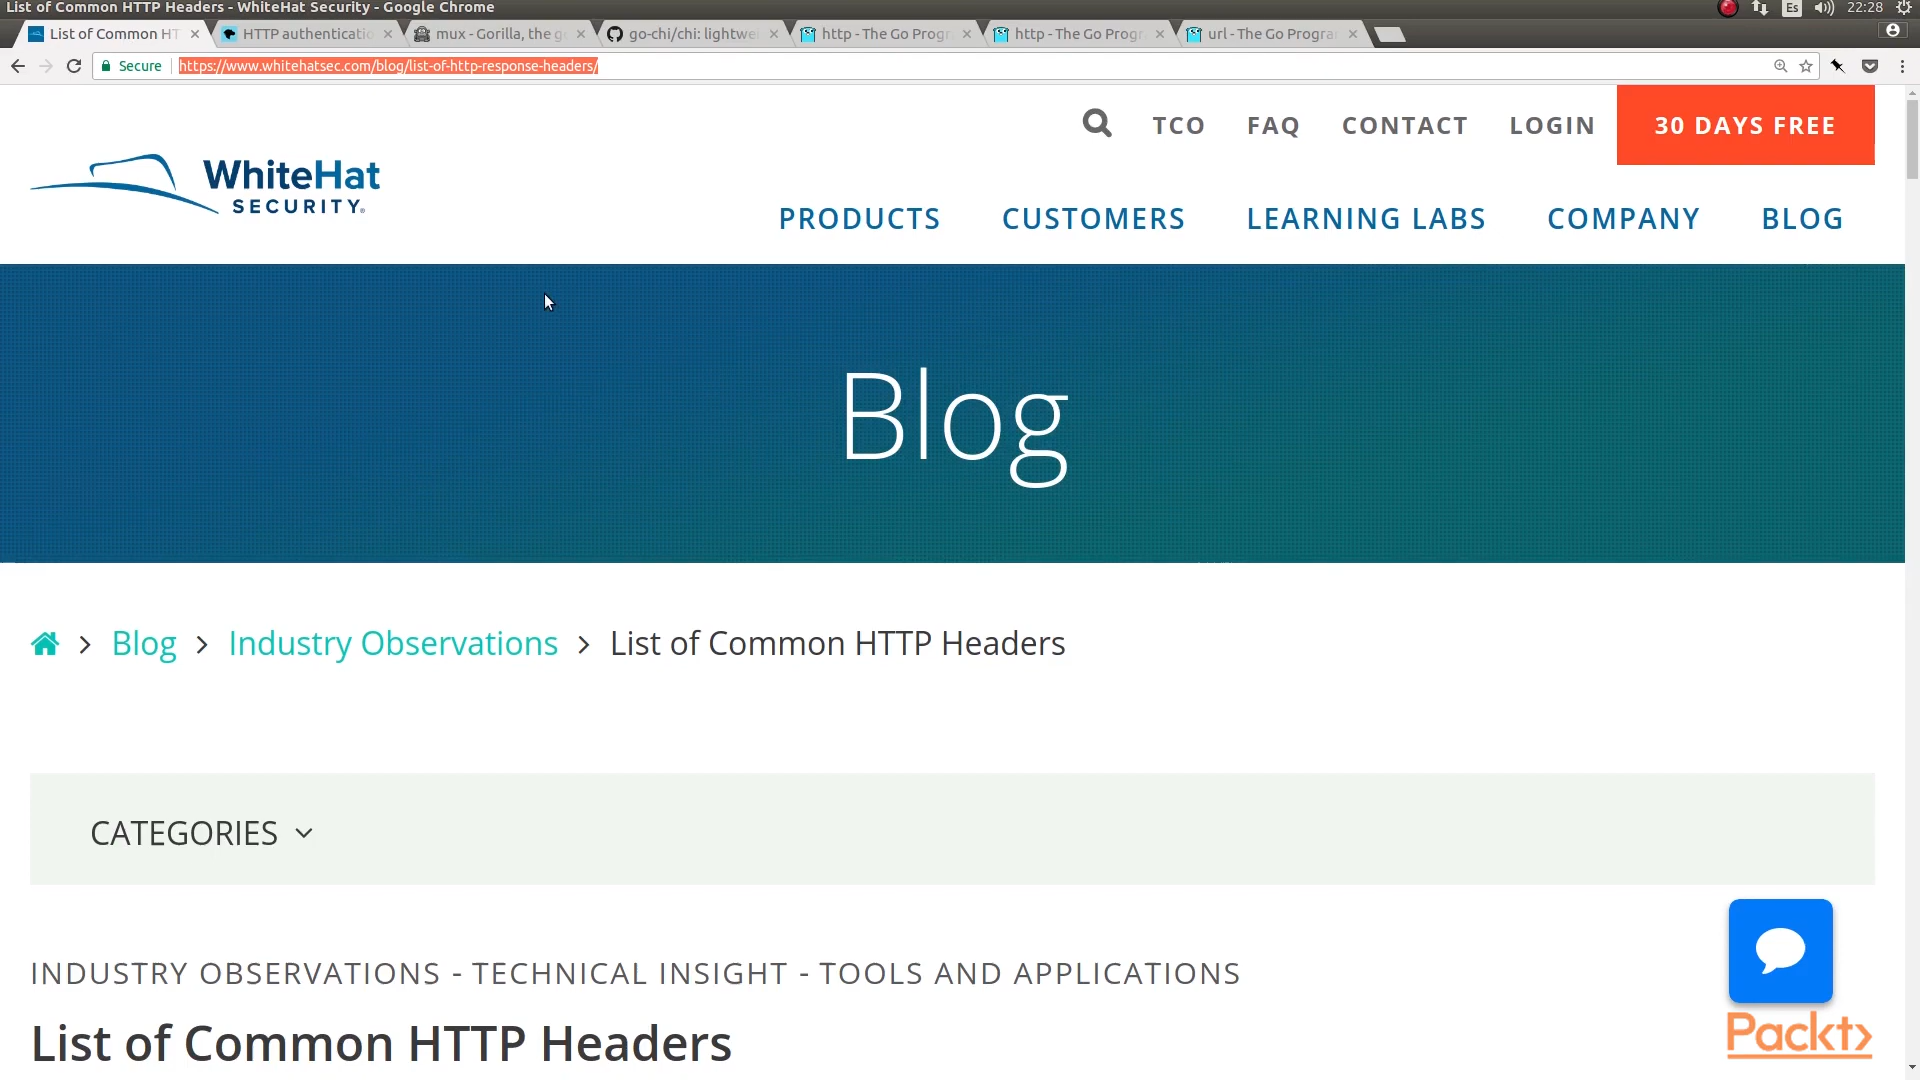 List of Common HTTP Headers - WhiteHat Security - Google Chrome
Es 22:28
List of Common HT
HTTP authenticatio
mux - Gorilla, the g
go-chi/chi: lightwei
http - The Go Progr
http - The Go Progr
url - The Go Progra
Secure https://www.whitehatsec.com/blog/list-of-http-response-headers/
TCO FAQ CONTACT LOGIN 30 DAYS FREE
WhiteHat
SECURITY
PRODUCTS CUSTOMERS LEARNING LABS COMPANY BLOG
Blog
> Blog > Industry Observations > List of Common HTTP Headers
CATEGORIES
INDUSTRY OBSERVATIONS - TECHNICAL INSIGHT - TOOLS AND APPLICATIONS
List of Common HTTP Headers
Packt>